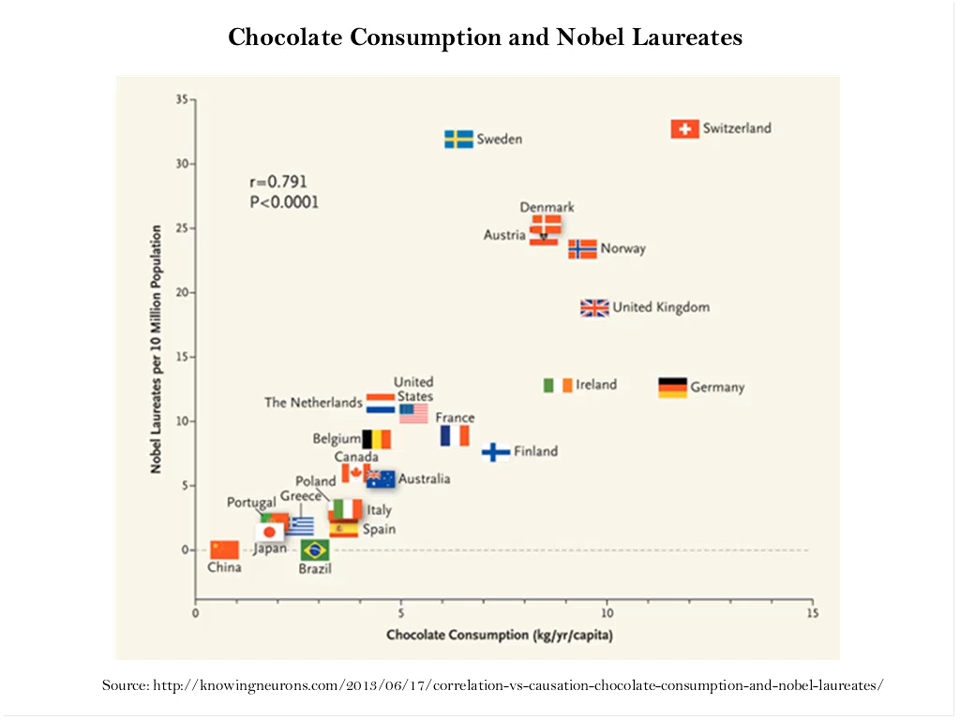 Chocolate Consumption and Nobel Laureates
35
30
25
20
15
10
5
0
Nobel Laureates per 10 Million Population
r=0.791
P<0.0001
Sweden
Switzerland
Denmark
Austria
Norway
United Kingdom
Ireland
Germany
United
States
The Netherlands
France
Belgium
Finland
Canada
Australia
Poland
Greece
Portugal
Italy
Spain
Japan
China
Brazil
0
5
10
15
Chocolate Consumption (kg/yr/capita)
Source: http://knowingneurons.com/2013/06/17/correlation-vs-causation-chocolate-consumption-and-nobel-laureates/